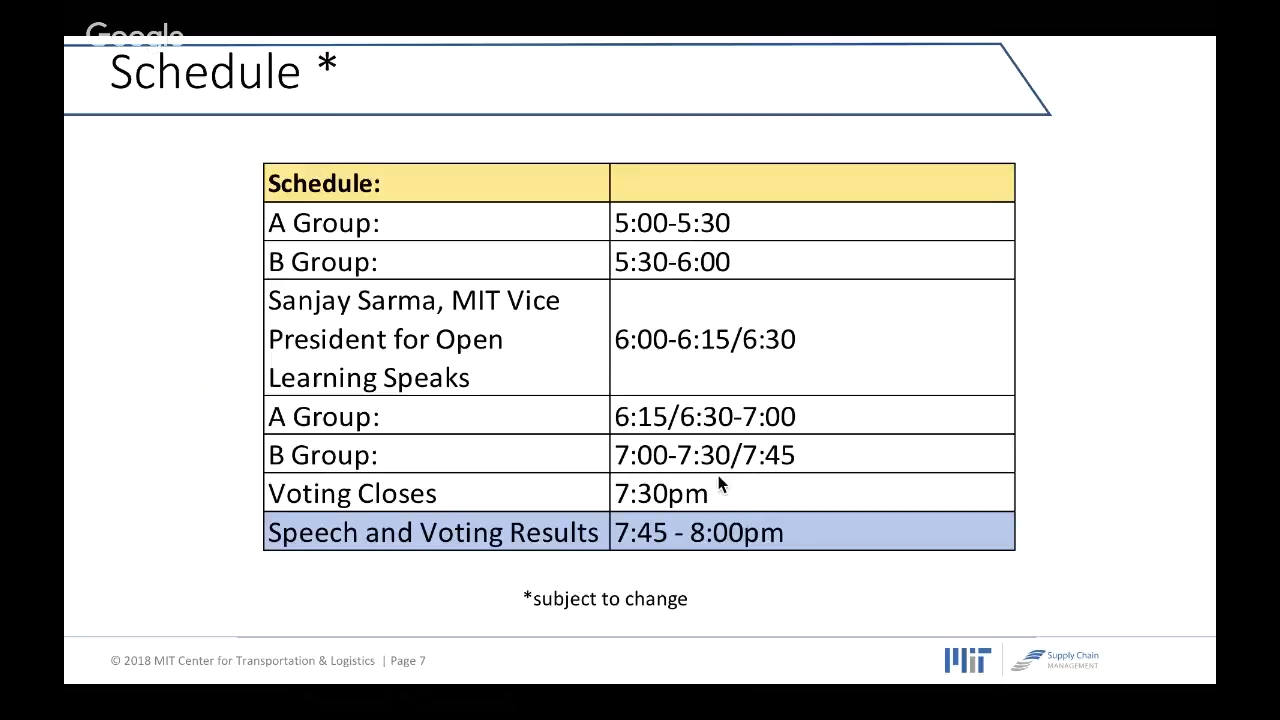 Google
Schedule *
Schedule:
A Group: 5:00-5:30
B Group: 5:30-6:00
Sanjay Sarma, MIT Vice
President for Open 6:00-6:15/6:30
Learning Speaks
A Group: 6:15/6:30-7:00
B Group: 7:00-7:30/7:45
Voting Closes 7:30pm
Speech and Voting Results 7:45 - 8:00pm
*subject to change
© 2018 MIT Center for Transportation & Logistics | Page 7
MIT
Supply Chain
MANAGEMENT